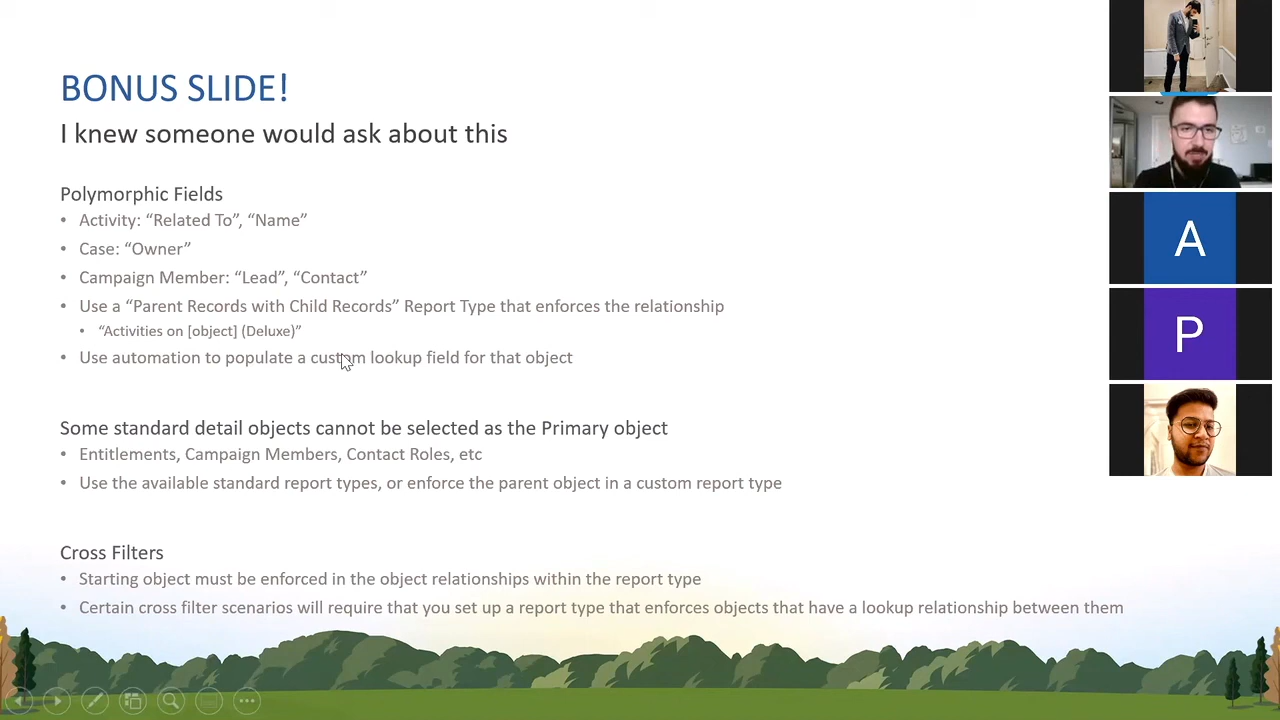 BONUS SLIDE!
I knew someone would ask about this
Polymorphic Fields
• Activity: “Related To”, “Name”
• Case: “Owner”
• Campaign Member: “Lead”, “Contact”
• Use a “Parent Records with Child Records” Report Type that enforces the relationship
• “Activities on [object] (Deluxe)”
• Use automation to populate a custom lookup field for that object
Some standard detail objects cannot be selected as the Primary object
• Entitlements, Campaign Members, Contact Roles, etc
• Use the available standard report types, or enforce the parent object in a custom report type
Cross Filters
• Starting object must be enforced in the object relationships within the report type
• Certain cross filter scenarios will require that you set up a report type that enforces objects that have a lookup relationship between them
A
P